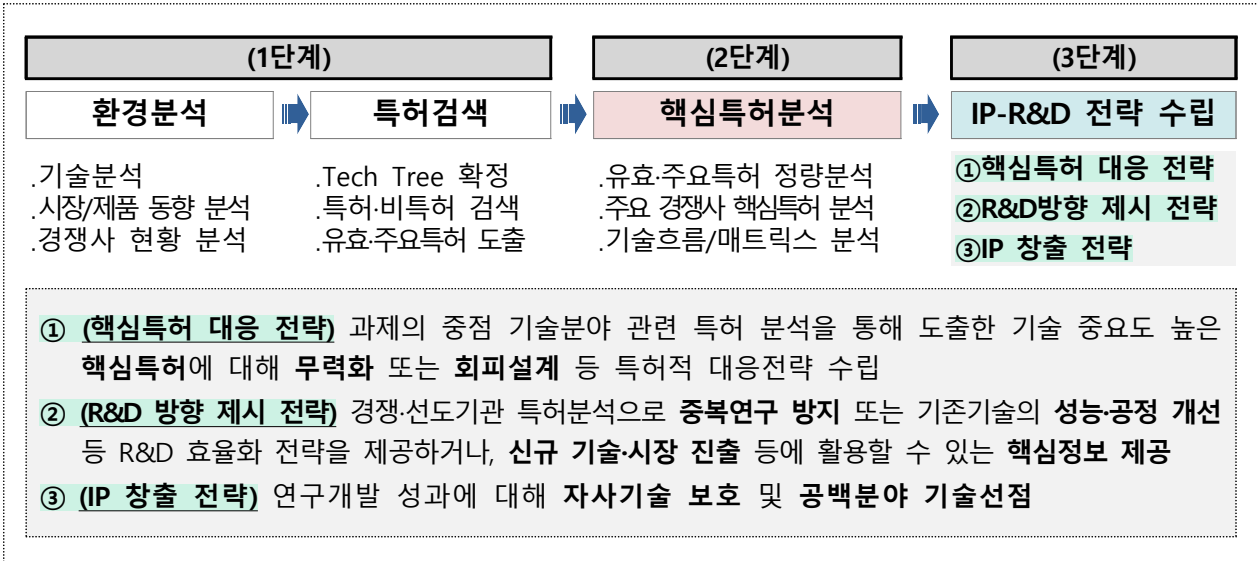 (1단계) (2단계) (3단계)
환경분석 특허검색 핵심특허분석 IP-R&D 전략 수립
.기술분석
.시장/제품 동향 분석
.경쟁사 현황 분석
.Tech Tree 확정
.특허·비특허 검색
.유효·주요특허 도출
.유효·주요특허 정량분석
.주요 경쟁사 핵심특허 분석
.기술흐름/매트릭스 분석
①핵심특허 대응 전략
②R&D방향 제시 전략
③IP 창출 전략
① (핵심특허 대응 전략) 과제의 중점 기술분야 관련 특허 분석을 통해 도출한 기술 중요도 높은
핵심특허에 대해 무력화 또는 회피설계 등 특허적 대응전략 수립
② (R&D 방향 제시 전략) 경쟁·선도기관 특허분석으로 중복연구 방지 또는 기존기술의 성능·공정 개선
등 R&D 효율화 전략을 제공하거나, 신규 기술·시장 진출 등에 활용할 수 있는 핵심정보 제공
③ (IP 창출 전략) 연구개발 성과에 대해 자사기술 보호 및 공백분야 기술선점